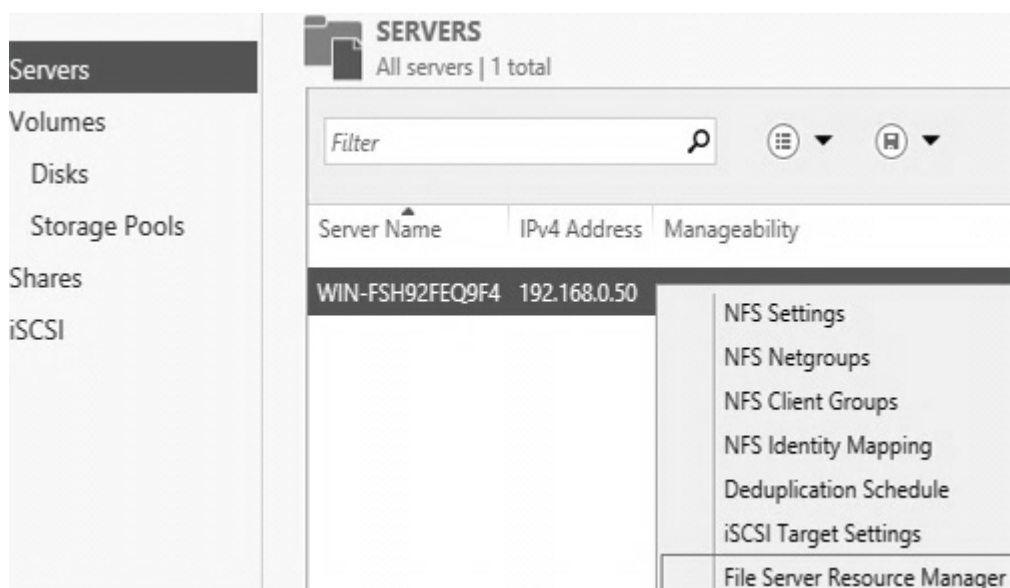 Servers
Volumes
Disks
Storage Pools
Shares
iSCSI
SERVERS
All servers | 1 total
Filter
Server Name IPv4 Address Manageability
WIN-FSH92FEQ9F4 192.168.0.50
NFS Settings
NFS Netgroups
NFS Client Groups
NFS Identity Mapping
Deduplication Schedule
iSCSI Target Settings
File Server Resource Manager